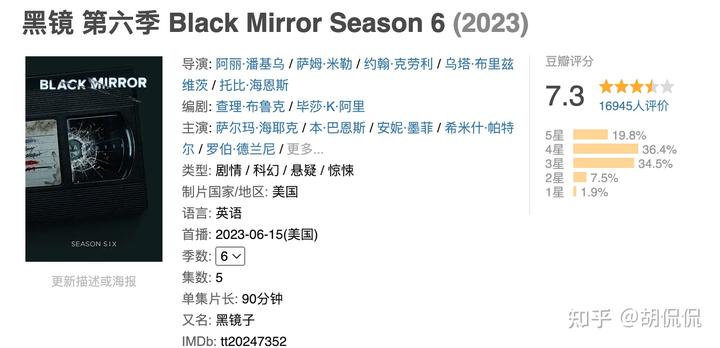 黑镜 第六季 Black Mirror Season 6 (2023)
BLACK MIRROR
SEASON SIX
更新描述或海报
导演: 阿丽·潘基乌 / 萨姆·米勒 / 约翰·克劳利 / 乌塔·布里兹
维茨 / 托比·海恩斯
编剧: 查理·布鲁克 / 毕莎·K·阿里
主演: 萨尔玛·海耶克 / 本·巴恩斯 / 安妮·墨菲 / 希米什·帕特
尔 / 罗伯·德兰尼 / 更多...
类型: 剧情 / 科幻 / 悬疑 / 惊悚
制片国家/地区: 美国
语言: 英语
首播: 2023-06-15(美国)
季数: 6
集数: 5
单集片长: 90分钟
又名: 黑镜子
IMDb: tt20247352
豆瓣评分
7.3
16945人评价
5星 19.8%
4星 36.4%
3星 34.5%
2星 7.5%
1星 1.9%
知乎 @胡侃侃